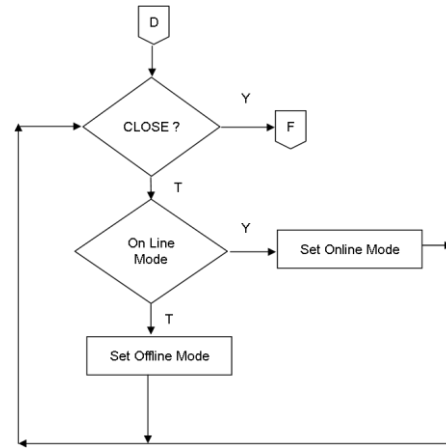 D
Y
CLOSE ?
F
T
On Line
Mode
Y
Set Online Mode
T
Set Offline Mode